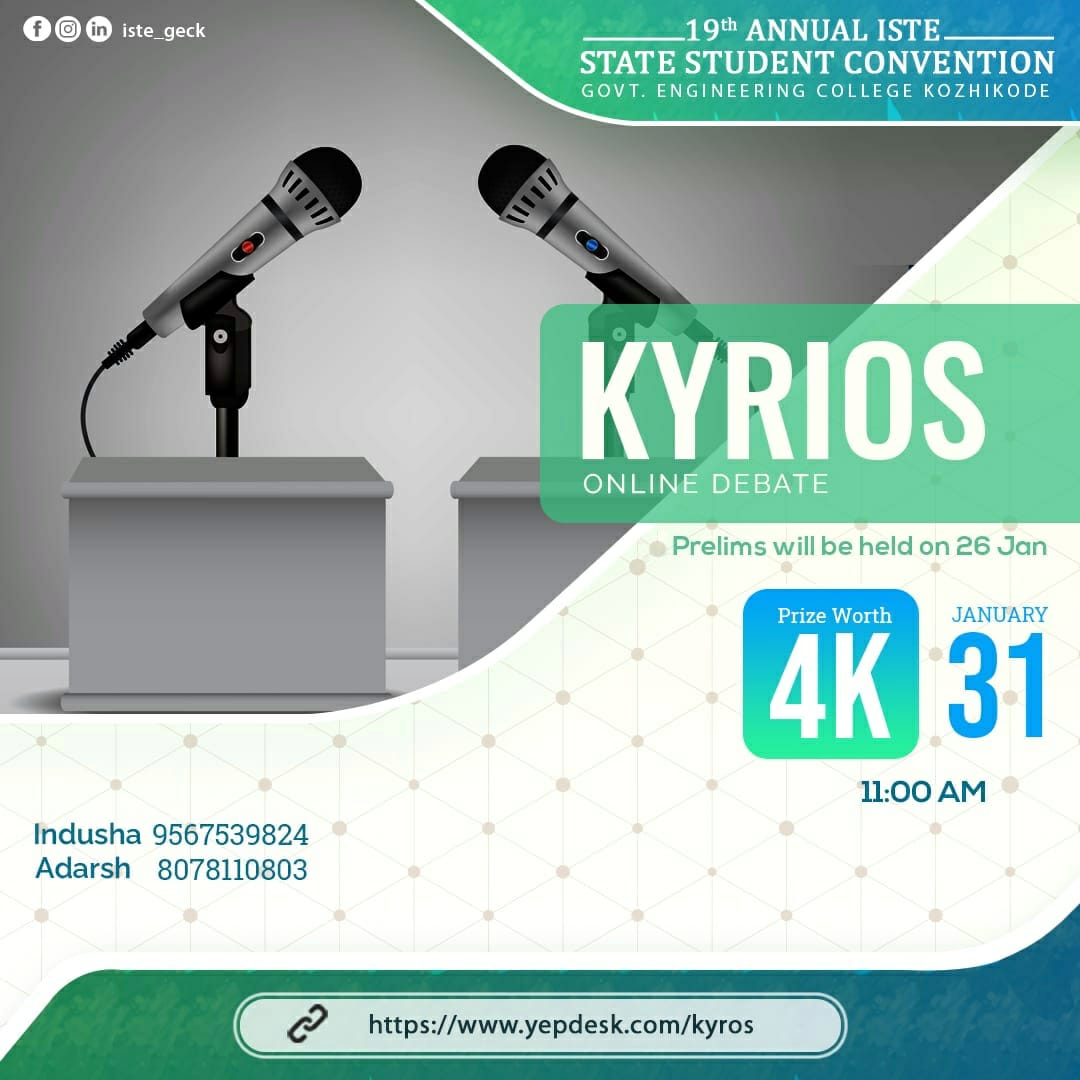 iste_geck
19th ANNUAL ISTE
STATE STUDENT CONVENTION
GOVT. ENGINEERING COLLEGE KOZHIKODE
KYRIOS
ONLINE DEBATE
Prelims will be held on 26 Jan
Prize Worth
4K
JANUARY
31
11:00 AM
Indusha 9567539824
Adarsh 8078110803
https://www.yepdesk.com/kyros